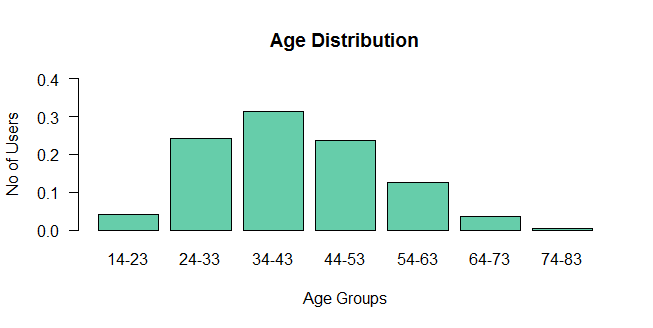 Age Distribution
No of Users
0.4
0.3
0.2
0.1
0.0
14-23 24-33 34-43 44-53 54-63 64-73 74-83
Age Groups